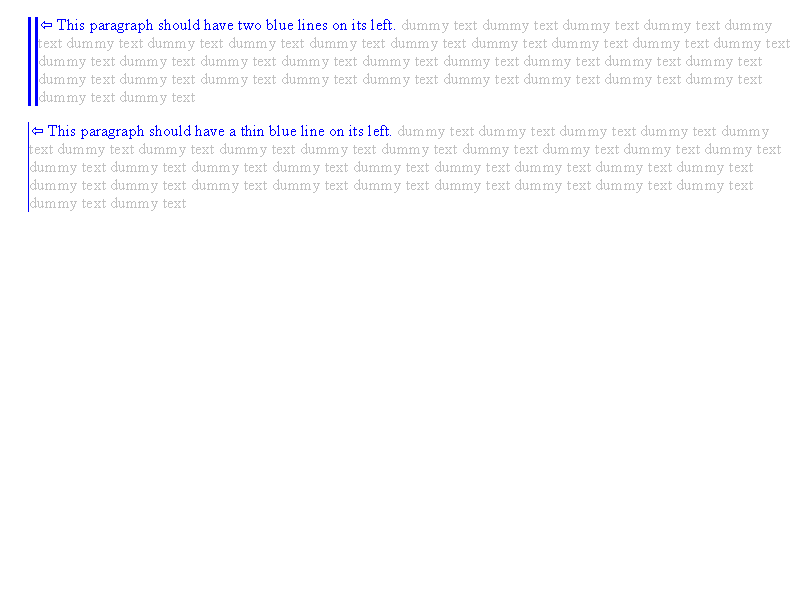 ⇦ This paragraph should have two blue lines on its left. dummy text dummy text dummy text dummy text dummy
text dummy text dummy text dummy text dummy text dummy text dummy text dummy text dummy text dummy text
dummy text dummy text dummy text dummy text dummy text dummy text dummy text dummy text dummy text
dummy text dummy text dummy text dummy text dummy text dummy text dummy text dummy text dummy text
dummy text dummy text
⇦ This paragraph should have a thin blue line on its left. dummy text dummy text dummy text dummy text dummy
text dummy text dummy text dummy text dummy text dummy text dummy text dummy text dummy text dummy text
dummy text dummy text dummy text dummy text dummy text dummy text dummy text dummy text dummy text
dummy text dummy text dummy text dummy text dummy text dummy text dummy text dummy text dummy text
dummy text dummy text